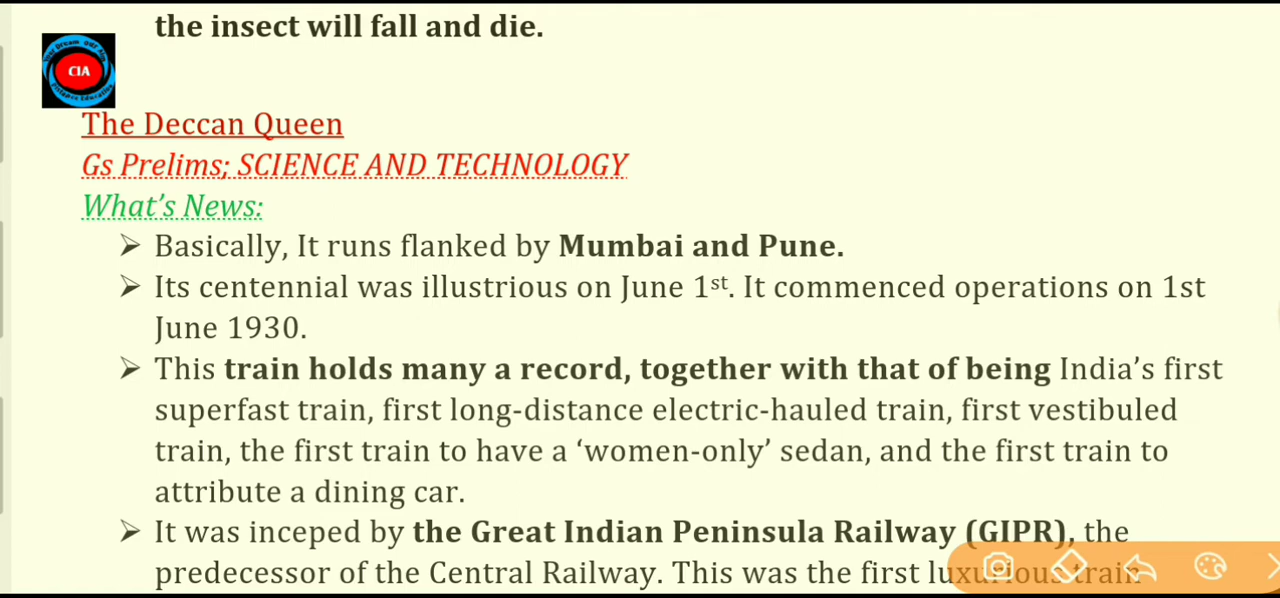 the insect will fall and die.
CIA
The Deccan Queen
Gs Prelims; SCIENCE AND TECHNOLOGY
What's News:
➢ Basically, It runs flanked by Mumbai and Pune.
➢ Its centennial was illustrious on June 1st. It commenced operations on 1st
June 1930.
➢ This train holds many a record, together with that of being India's first
superfast train, first long-distance electric-hauled train, first vestibuled
train, the first train to have a ‘women-only’ sedan, and the first train to
attribute a dining car.
➢ It was inceped by the Great Indian Peninsula Railway (GIPR), the
predecessor of the Central Railway. This was the first luxurious train